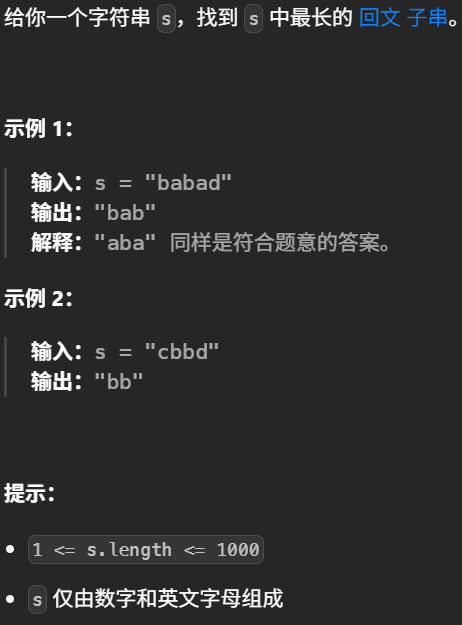 给你一个字符串 s，找到 s 中最长的 回文 子串。
示例 1：
输入：s = "babad"
输出："bab"
解释："aba" 同样是符合题意的答案。
示例 2：
输入：s = "cbbd"
输出："bb"
提示：
• 1 <= s.length <= 1000
• s 仅由数字和英文字母组成